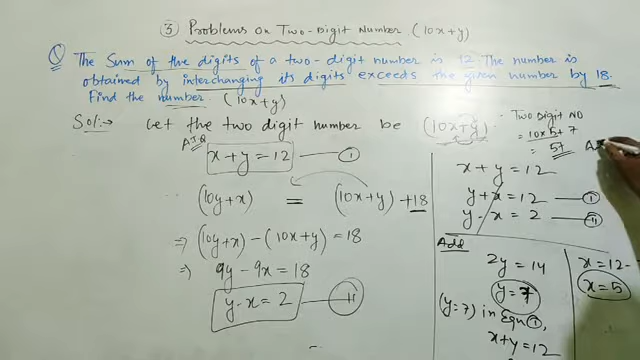 ③ Problems on Two-Digit Number. (10x+y)
Q The Sum of the digits of a two-digit number is 12. The number is
obtained by interchanging its digits exceeds the given number by 18.
Find the number. (10x+y)
Sol:- Let the two digit number be (10x+y).
A.T.Q
x+y=12 — ①
(10y+x) = (10x+y)+18
⇒ (10y+x)-(10x+y)=18
⇒ 9y-9x=18
y-x=2 — ⑪
Two Digit NO
= 10×5+7
= 57
x+y=12
y+x=12 — ①
y-x=2 — ⑪
Add
2y=14
y=7
(y=7) in Eqn ①,
x+y=12
x=12-
x=5